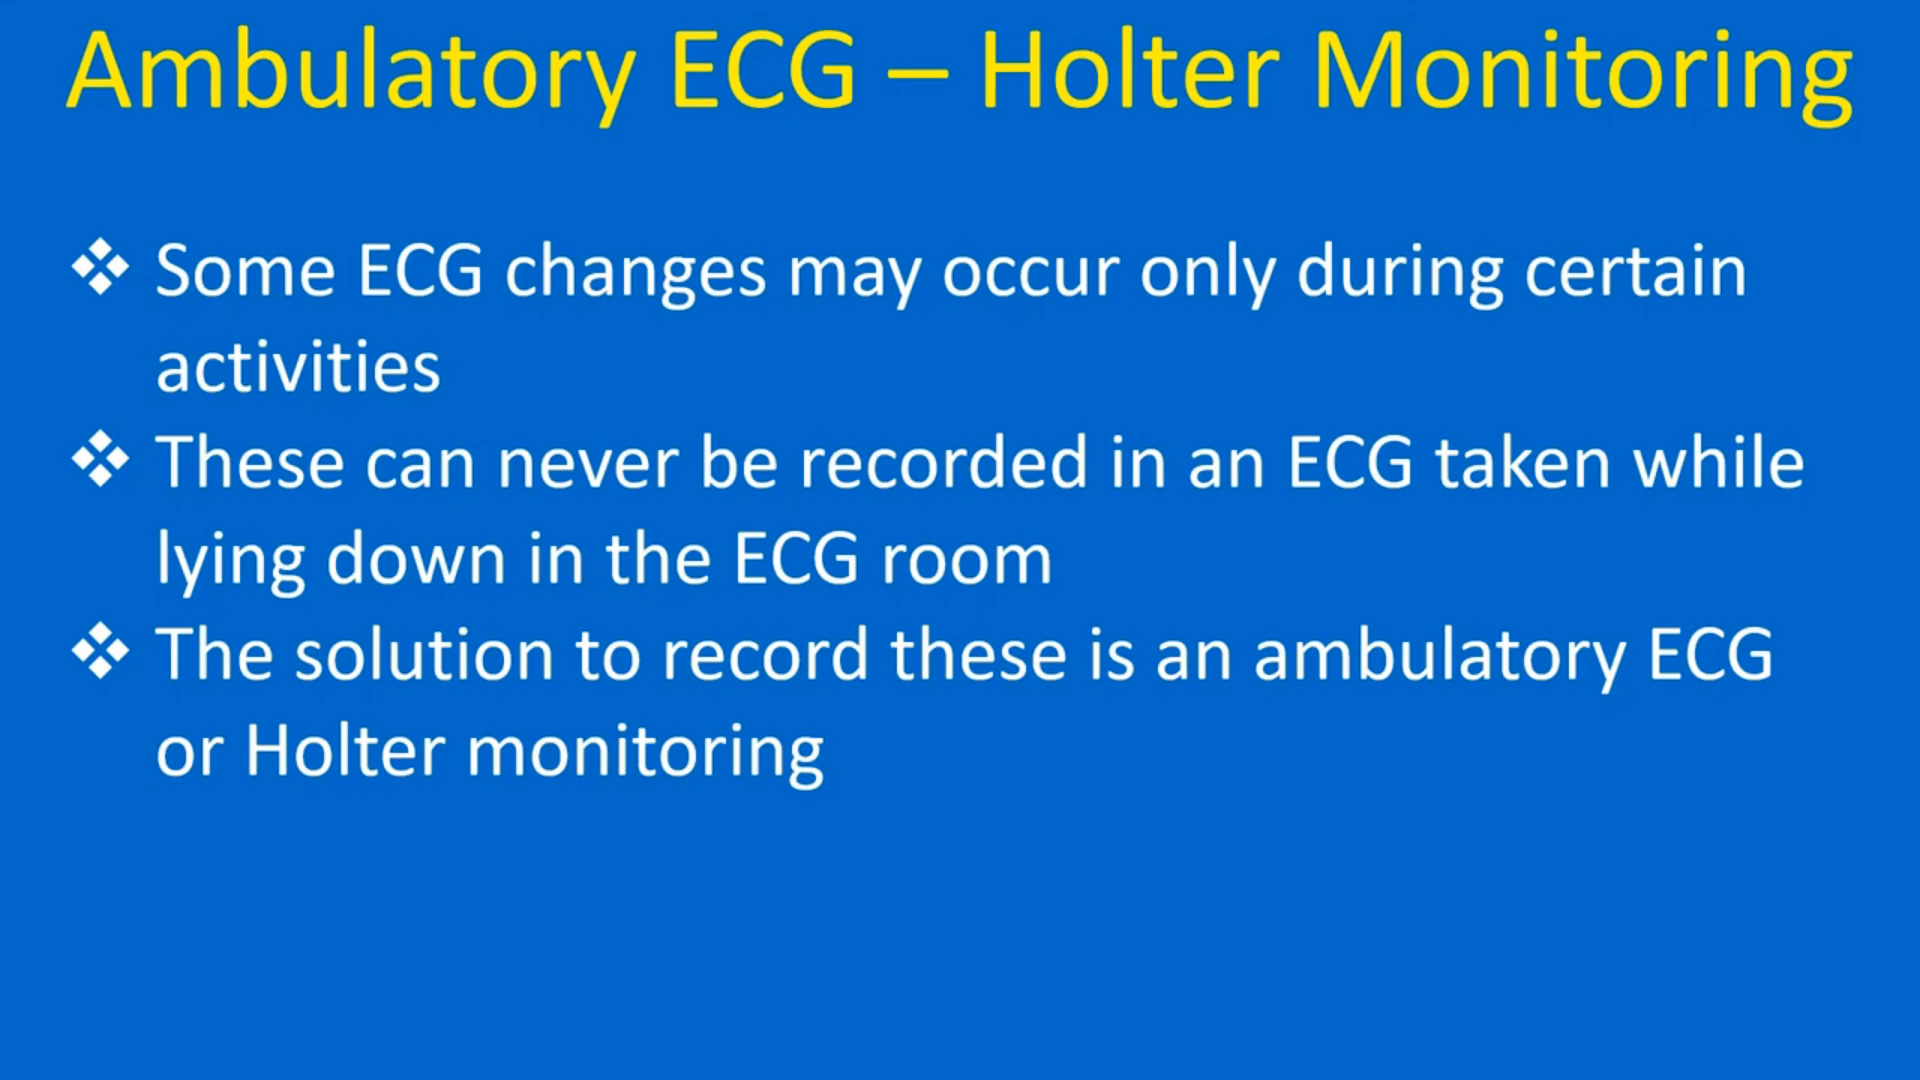 Ambulatory ECG – Holter Monitoring
❖ Some ECG changes may occur only during certain
activities
❖ These can never be recorded in an ECG taken while
lying down in the ECG room
❖ The solution to record these is an ambulatory ECG
or Holter monitoring